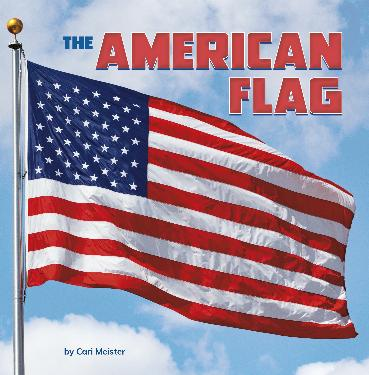 THE AMERICAN
FLAG
by Cari Meister